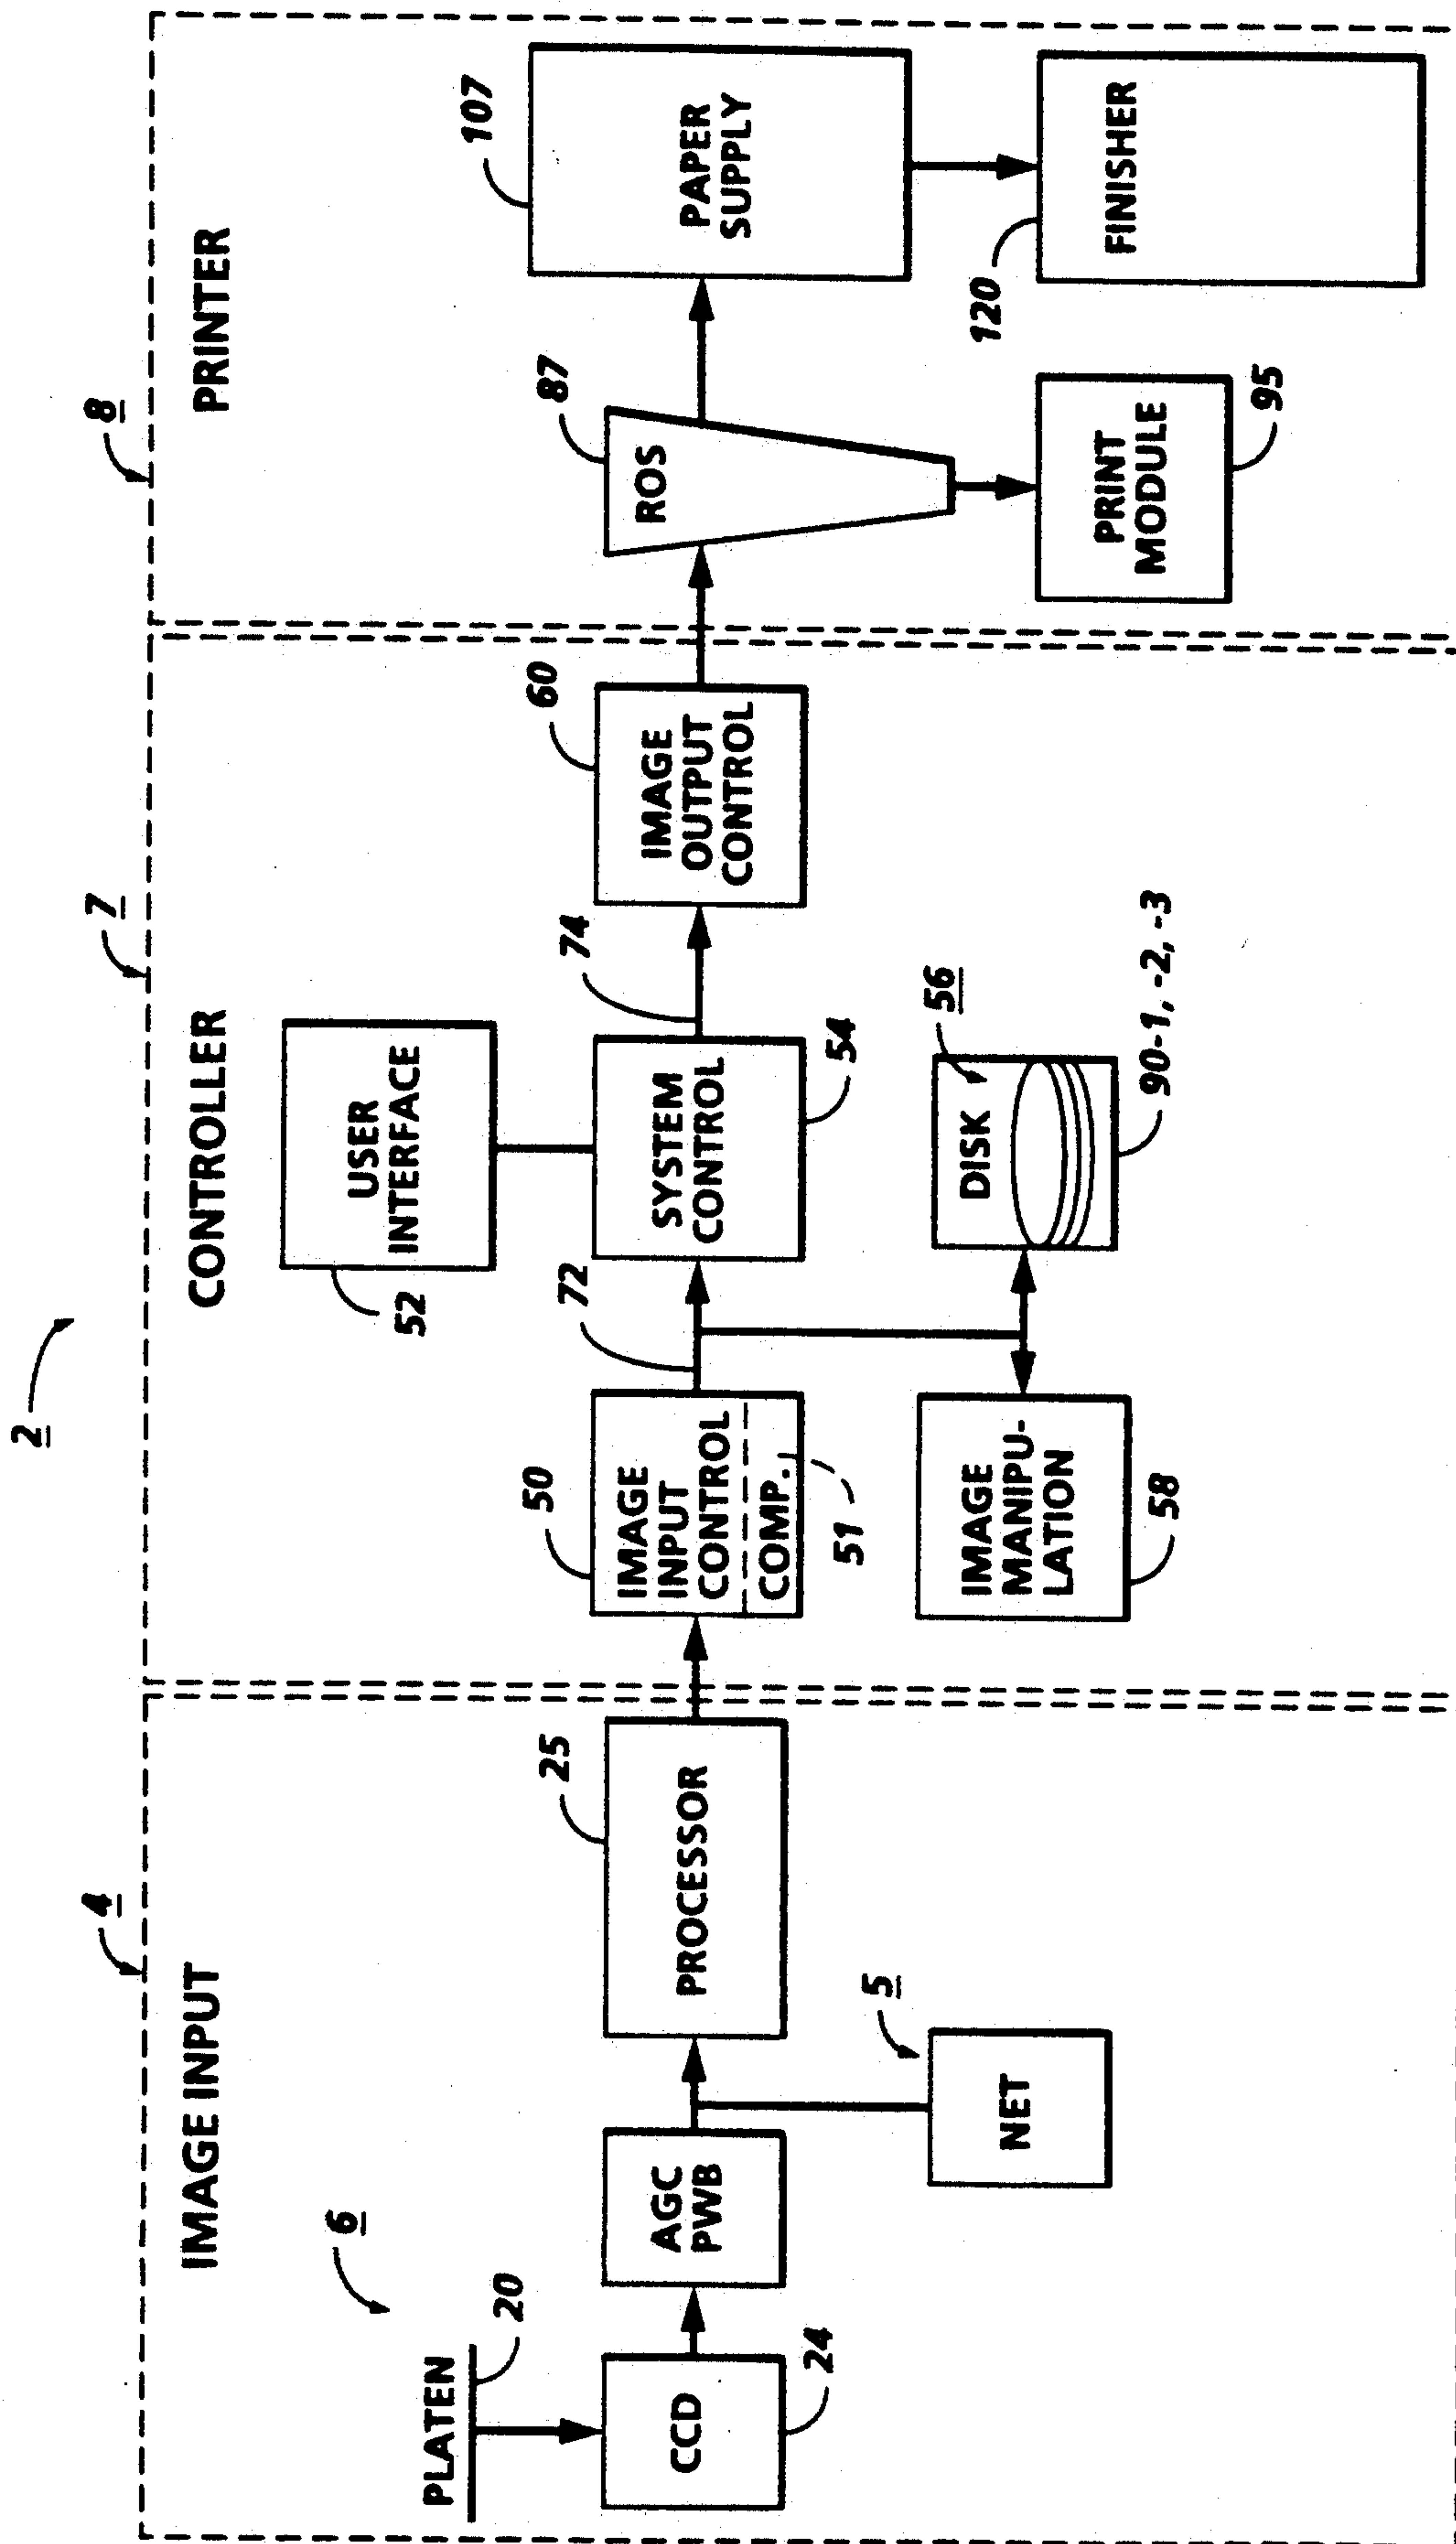 2
4
7
8
IMAGE INPUT
CONTROLLER
PRINTER
6
PLATEN
20
CCD
24
AGC
PWB
NET
5
PROCESSOR
25
50
IMAGE
INPUT
CONTROL
COMP.
51
72
USER
INTERFACE
52
SYSTEM
CONTROL
54
74
IMAGE
MANIPU-
LATION
58
DISK
56
90-1, -2, -3
IMAGE
OUTPUT
CONTROL
60
ROS
87
PRINT
MODULE
95
PAPER
SUPPLY
107
FINISHER
120